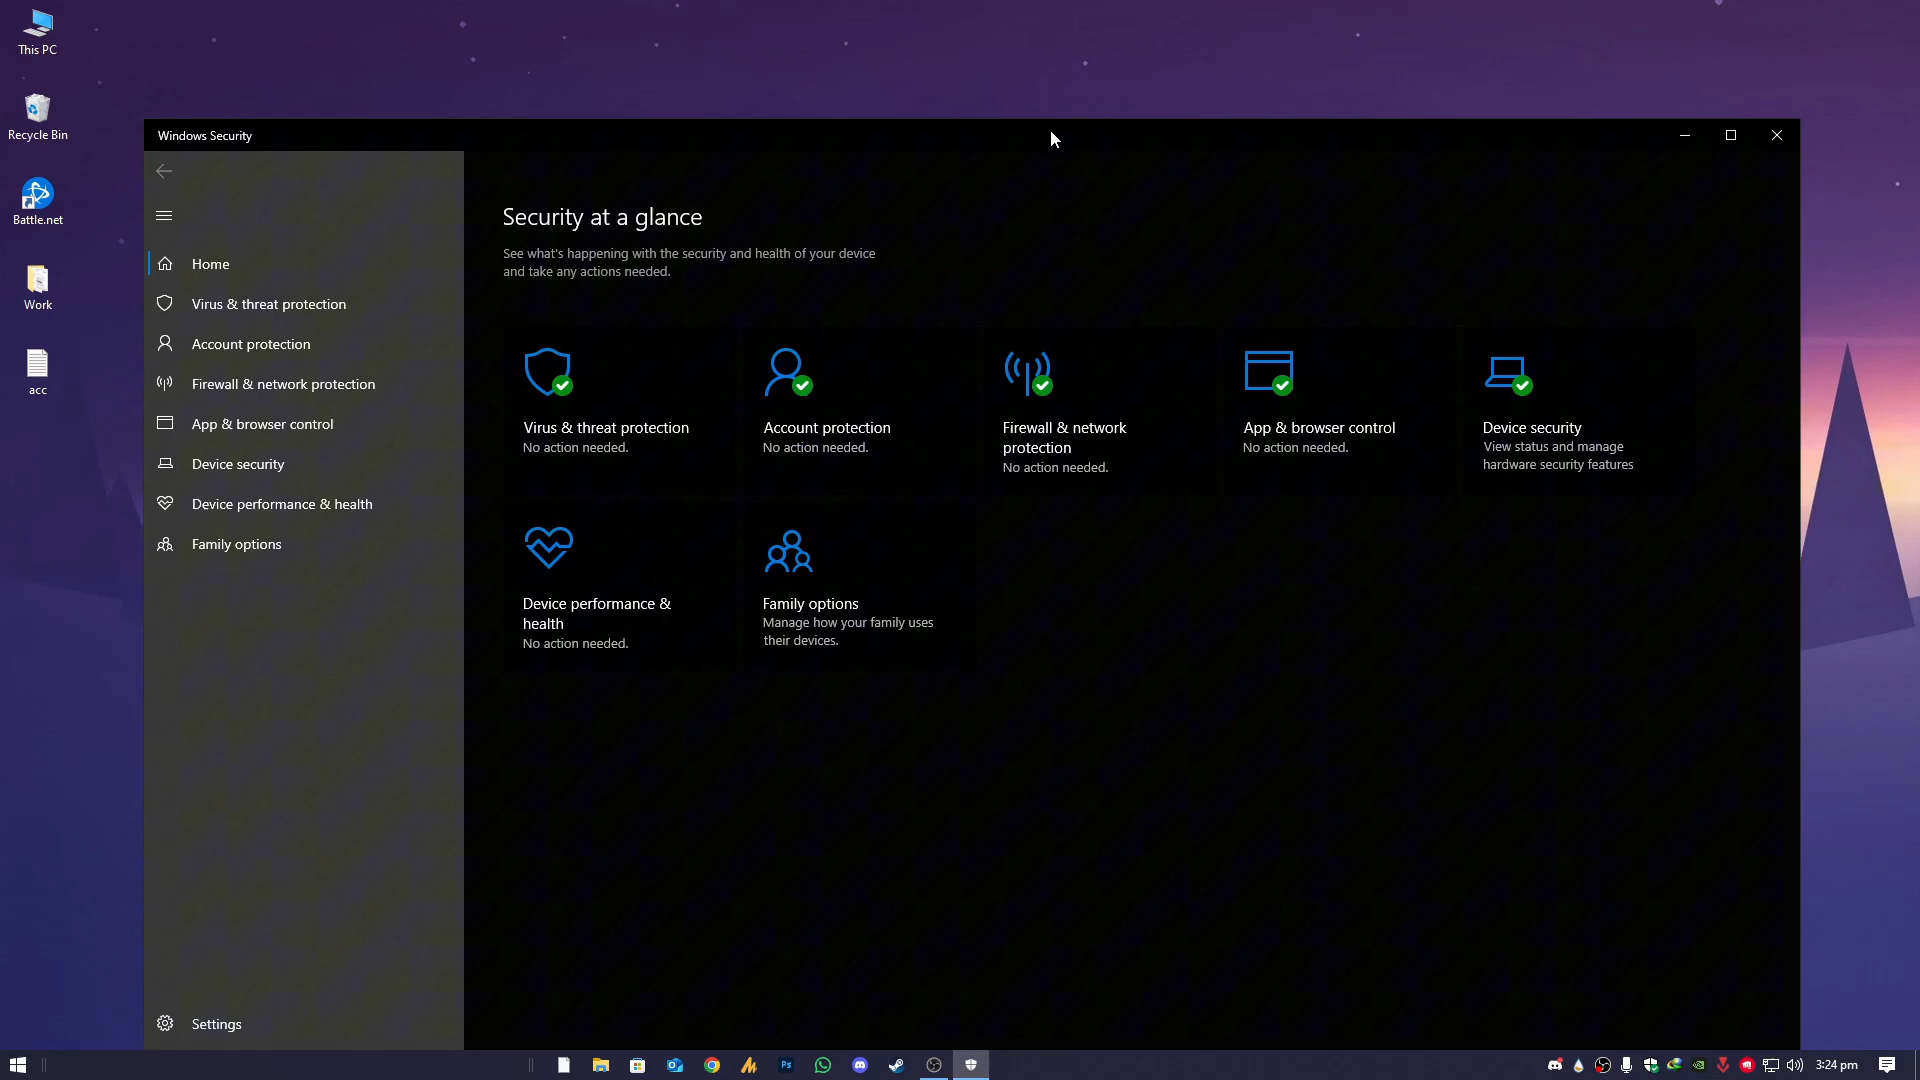 This PC
Recycle Bin
Battle.net
Work
acc
Windows Security
Home
Virus & threat protection
Account protection
Firewall & network protection
App & browser control
Device security
Device performance & health
Family options
Settings
Security at a glance
See what's happening with the security and health of your device
and take any actions needed.
Virus & threat protection
No action needed.
Account protection
No action needed.
Firewall & network
protection
No action needed.
App & browser control
No action needed.
Device security
View status and manage
hardware security features
Device performance &
health
No action needed.
Family options
Manage how your family uses
their devices.
Ps
3:24 pm